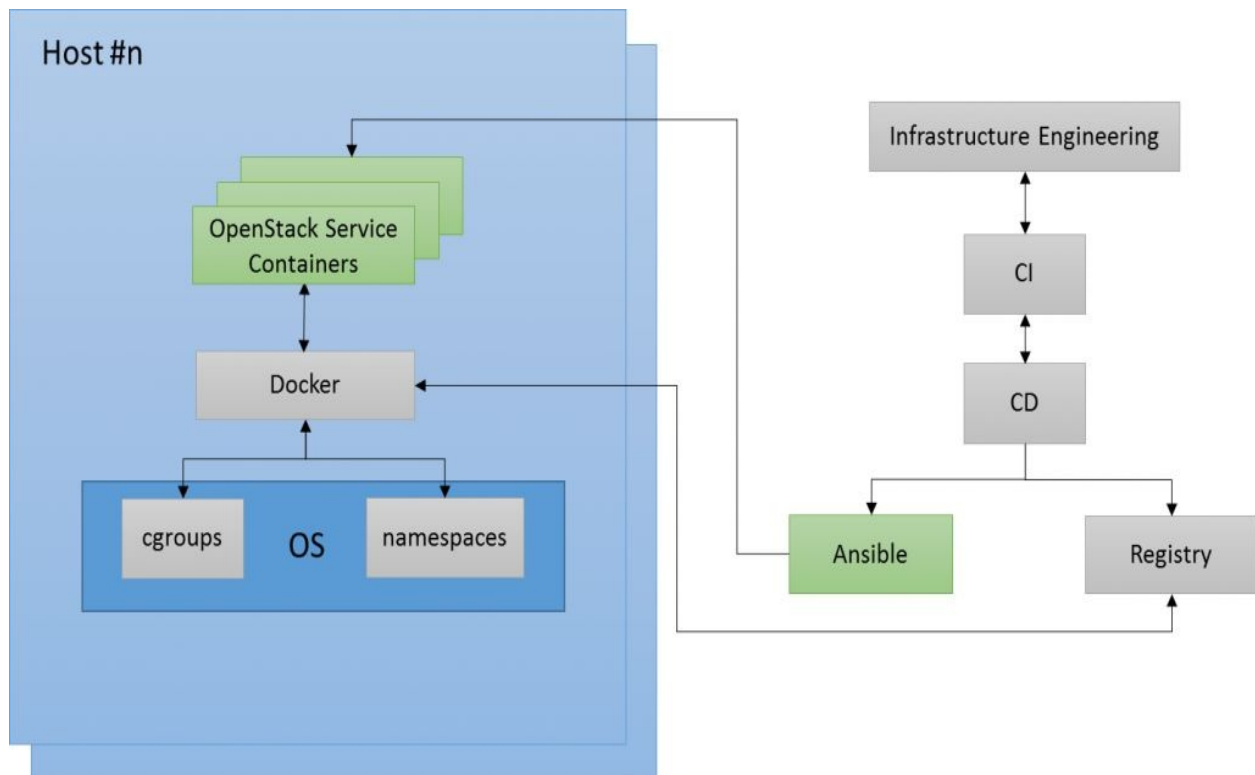 Host #n
OpenStack Service
Containers
Docker
cgroups
OS
namespaces
Infrastructure Engineering
CI
CD
Ansible
Registry